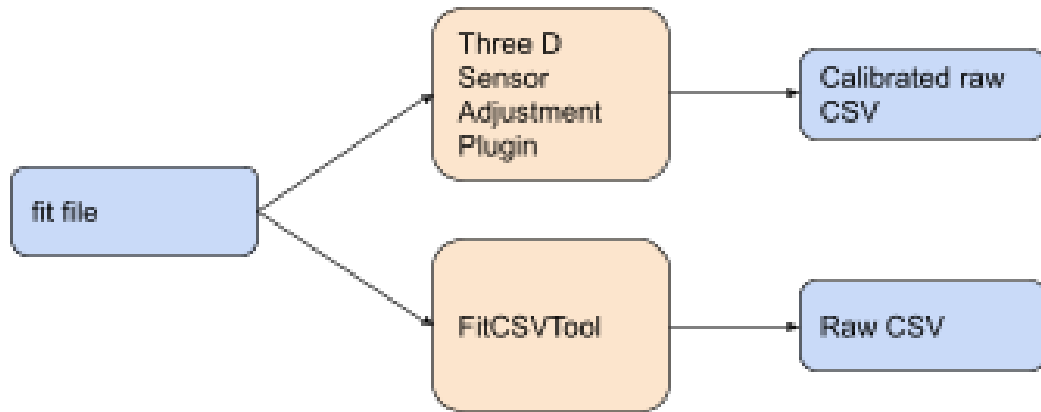 Three D
Sensor
Adjustment
Plugin
Calibrated raw
CSV
fit file
FitCSVTool
Raw CSV